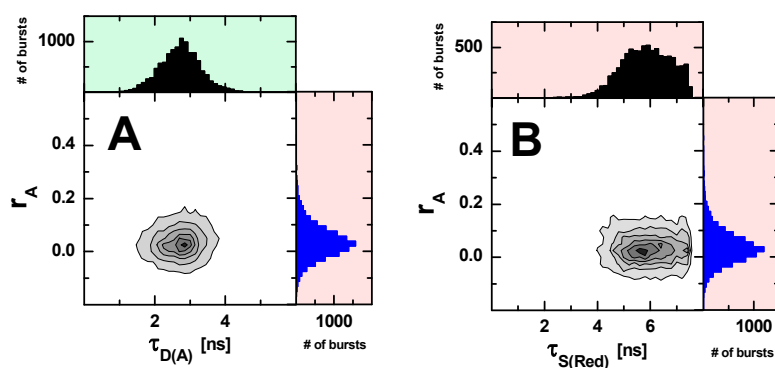 # of bursts
1000
A
r_A
0.4
0.2
0.0
2
4
τ_D(A) [ns]
1000
# of bursts
# of bursts
500
B
r_A
0.4
0.2
0.0
2
4
6
τ_S(Red) [ns]
1000
# of bursts